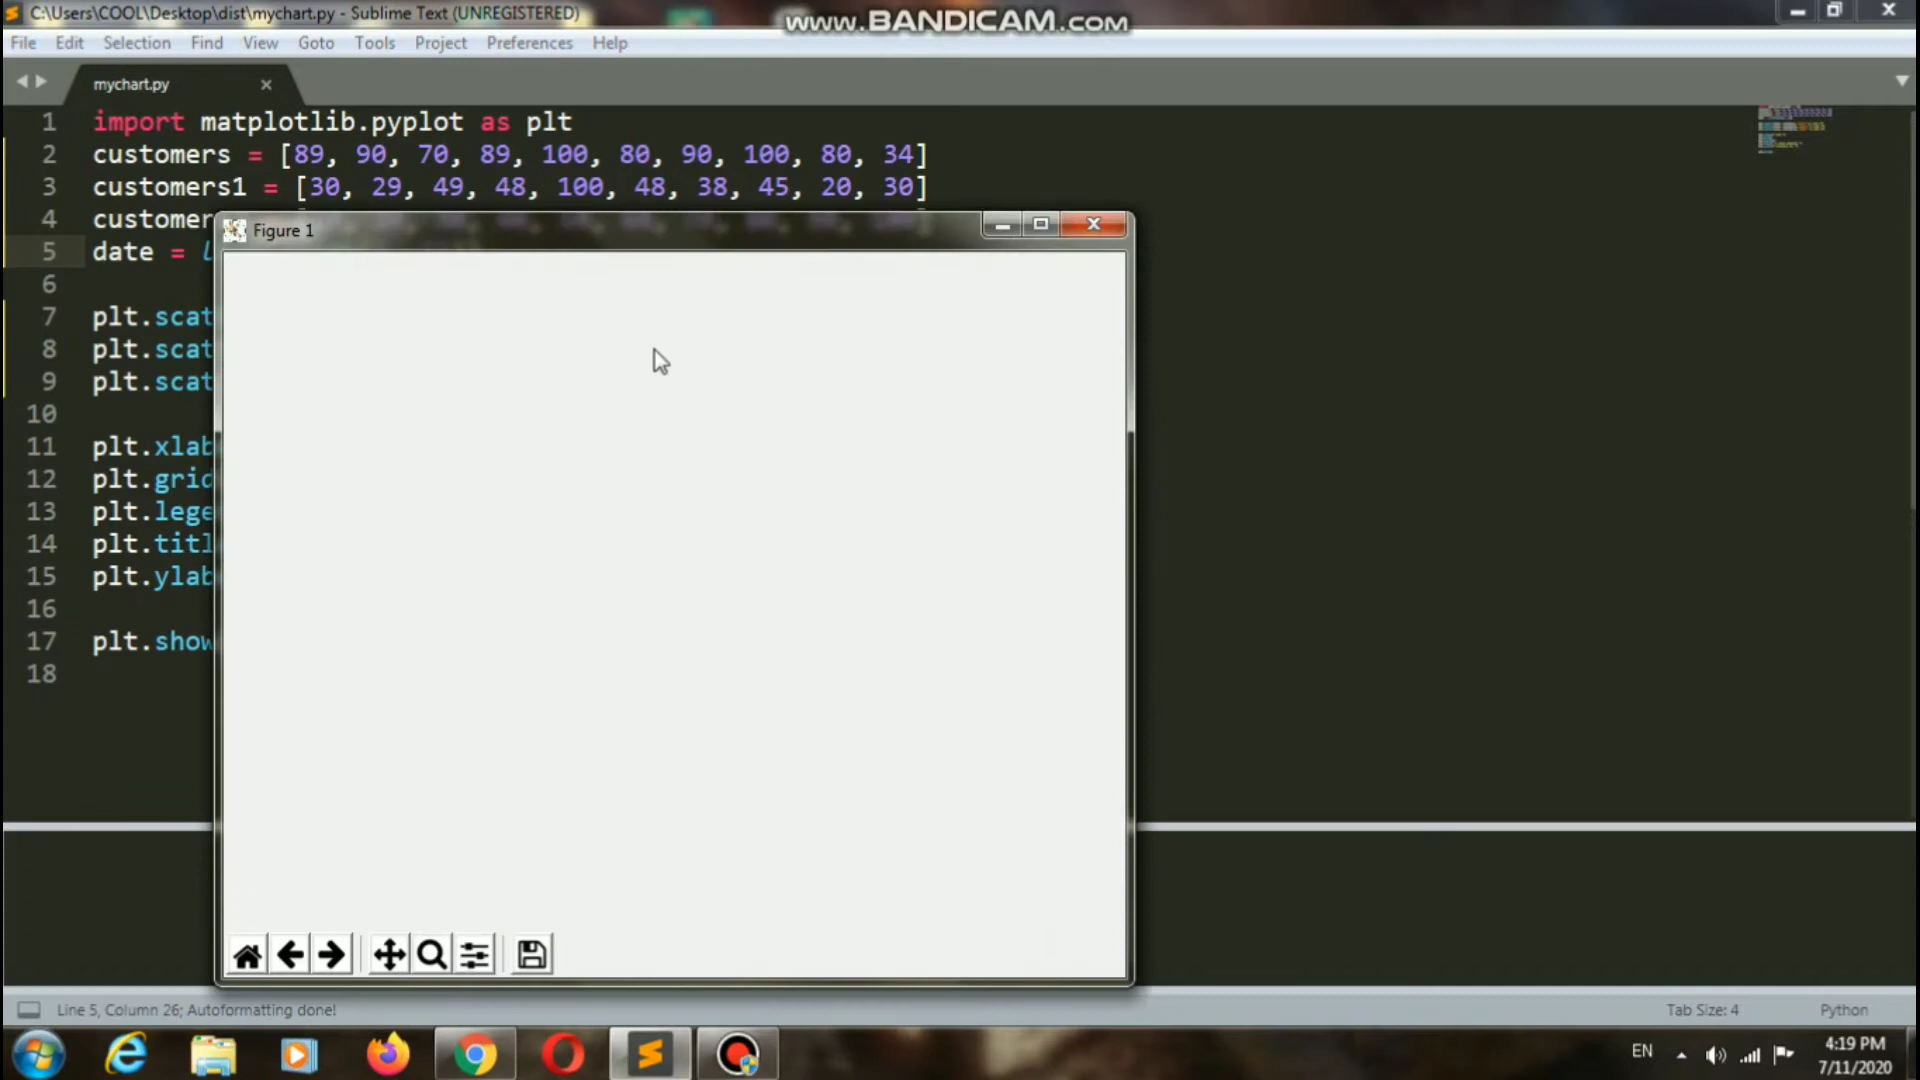 C:\Users\COOL\Desktop\dist\mychart.py - Sublime Text (UNREGISTERED)
www.BANDICAM.com
File Edit Selection Find View Goto Tools Project Preferences Help
mychart.py
1 import matplotlib.pyplot as plt
2 customers = [89, 90, 70, 89, 100, 80, 90, 100, 80, 34]
3 customers1 = [30, 29, 49, 48, 100, 48, 38, 45, 20, 30]
4 customer
5 date =
Figure 1
6
7 plt.scat
8 plt.scat
9 plt.scat
10
11 plt.xlab
12 plt.grid
13 plt.lege
14 plt.titl
15 plt.ylab
16
17 plt.show
18
Line 5, Column 26; Autoformatting done!
Tab Size: 4
Python
EN
4:19 PM
7/11/2020